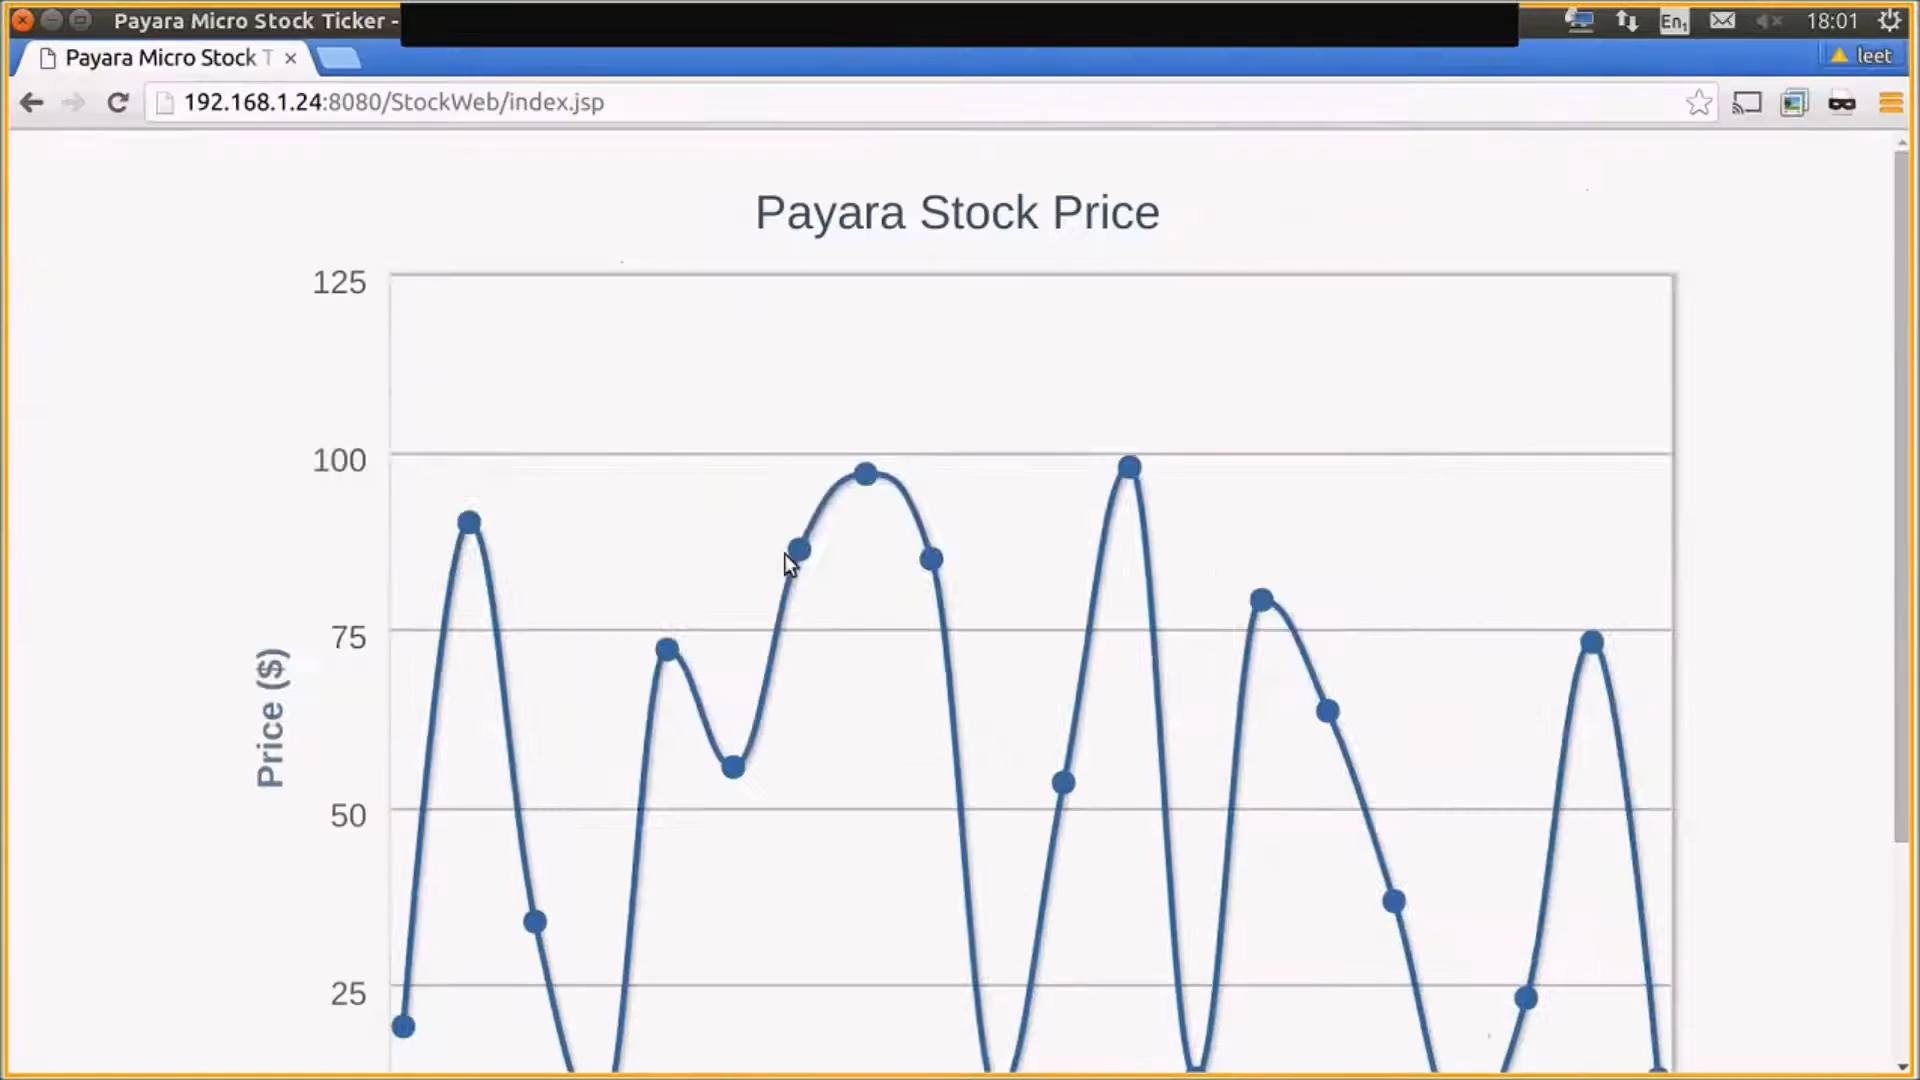 Payara Micro Stock Ticker -
En1
18:01
Payara Micro Stock T
leet
192.168.1.24:8080/StockWeb/index.jsp
Payara Stock Price
125
100
75
50
25
Price ($)